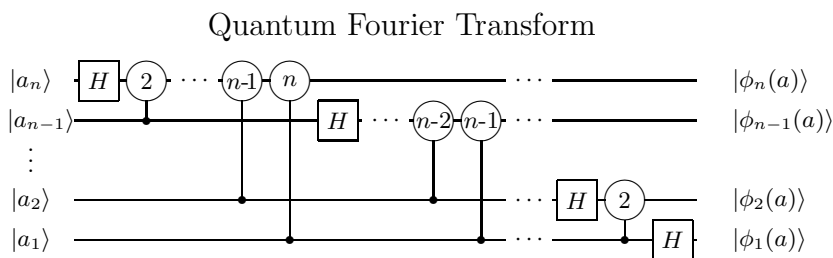 Quantum Fourier Transform
|a_n⟩ H 2 ··· n-1 n ··· |ϕ_n(a)⟩
|a_{n−1}⟩ H ··· n-2 n-1 ··· |ϕ_{n−1}(a)⟩
⋮
|a_2⟩ ··· H 2 |ϕ_2(a)⟩
|a_1⟩ ··· H |ϕ_1(a)⟩